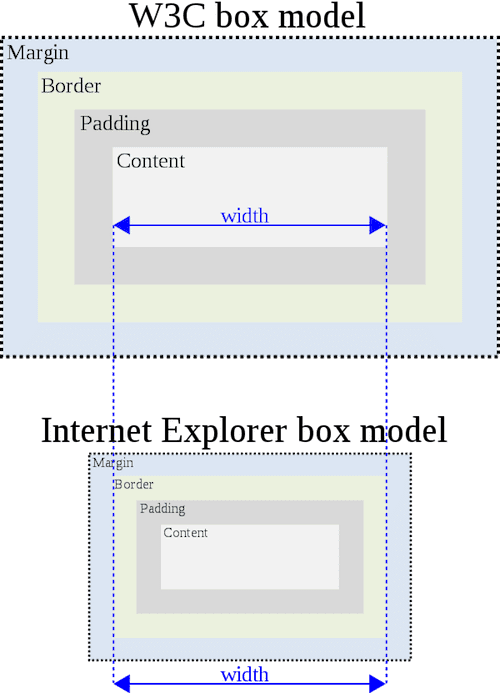 W3C box model
Margin
Border
Padding
Content
width
Internet Explorer box model
Margin
Border
Padding
Content
width